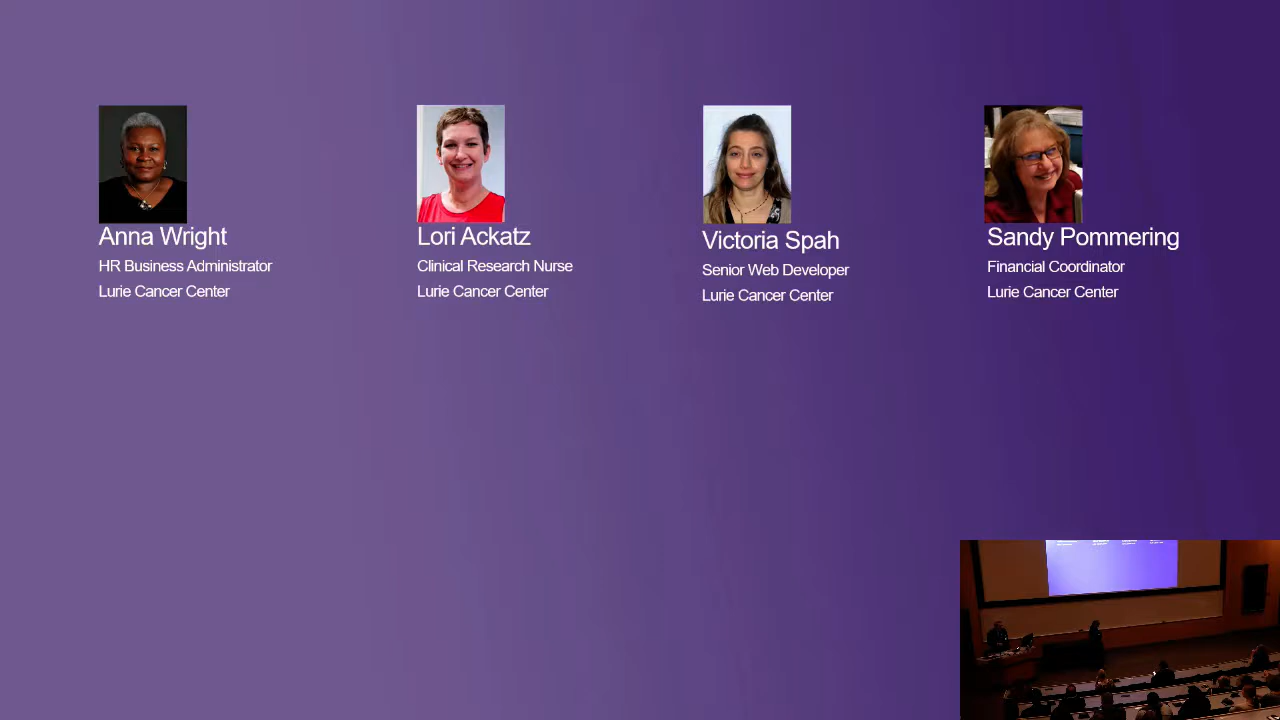 Anna Wright
HR Business Administrator
Lurie Cancer Center
Lori Ackatz
Clinical Research Nurse
Lurie Cancer Center
Victoria Spah
Senior Web Developer
Lurie Cancer Center
Sandy Pommering
Financial Coordinator
Lurie Cancer Center